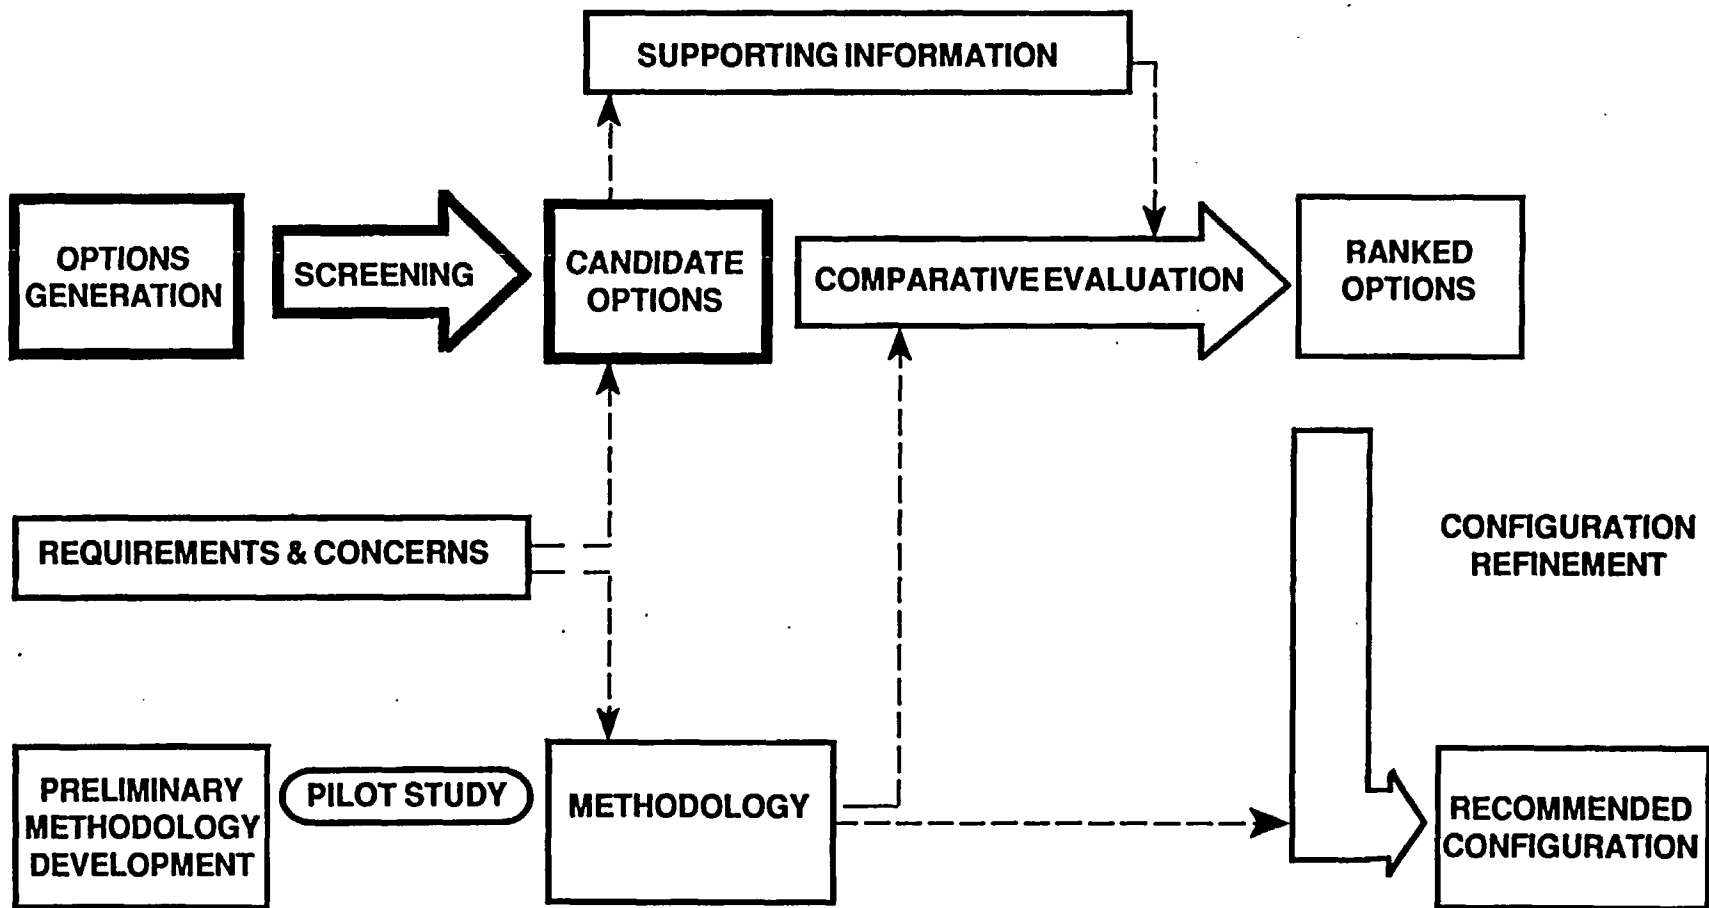 SUPPORTING INFORMATION
OPTIONS
GENERATION
SCREENING
CANDIDATE
OPTIONS
COMPARATIVE EVALUATION
RANKED
OPTIONS
REQUIREMENTS & CONCERNS
CONFIGURATION
REFINEMENT
PRELIMINARY
METHODOLOGY
DEVELOPMENT
PILOT STUDY
METHODOLOGY
RECOMMENDED
CONFIGURATION